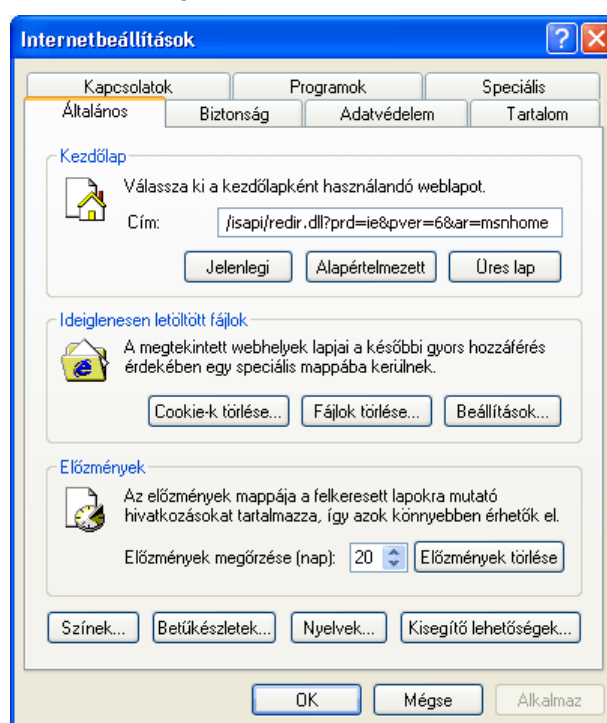 Internetbeállítások
Kapcsolatok Programok Speciális
Általános Biztonság Adatvédelem Tartalom
Kezdőlap
Válassza ki a kezdőlapként használandó weblapot.
Cím: /isapi/redir.dll?prd=ie&pver=6&ar=msnhome
Jelenlegi Alapértelmezett Üres lap
Ideiglenesen letöltött fájlok
A megtekintett webhelyek lapjai a későbbi gyors hozzáférés
érdekében egy speciális mappába kerülnek.
Cookie-k törlése... Fájlok törlése... Beállítások...
Előzmények
Az előzmények mappája a felkeresett lapokra mutató
hivatkozásokat tartalmazza, így azok könnyebben érhetők el.
Előzmények megőrzése (nap): 20 Előzmények törlése
Színek... Betűkészletek... Nyelvek... Kisegítő lehetőségek...
OK Mégse Alkalmaz